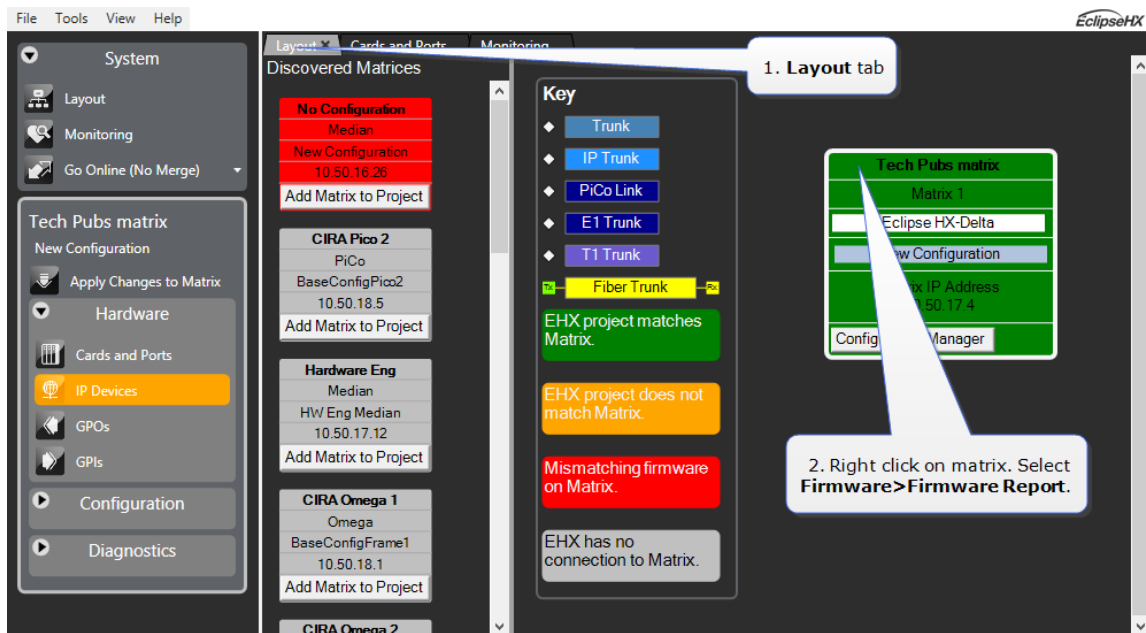 File Tools View Help
EclipseHX
System
Layout
Monitoring
Go Online (No Merge)
Tech Pubs matrix
New Configuration
Apply Changes to Matrix
Hardware
Cards and Ports
IP Devices
GPOs
GPIs
Configuration
Diagnostics
Layout Cards and Ports Monitoring
Discovered Matrices
No Configuration
Median
New Configuration
10.50.16.26
Add Matrix to Project
CIRA Pico 2
PiCo
BaseConfigPico2
10.50.18.5
Add Matrix to Project
Hardware Eng
Median
HW Eng Median
10.50.17.12
Add Matrix to Project
CIRA Omega 1
Omega
BaseConfigFrame1
10.50.18.1
Add Matrix to Project
CIRA Omega 2
Key
Trunk
IP Trunk
PiCo Link
E1 Trunk
T1 Trunk
Tx Fiber Trunk Rx
EHX project matches
Matrix.
EHX project does not
match Matrix.
Mismatching firmware
on Matrix.
EHX has no
connection to Matrix.
1. Layout tab
Tech Pubs matrix
Matrix 1
Eclipse HX-Delta
New Configuration
IP Address
50.17.4
Manager
2. Right click on matrix. Select
Firmware>Firmware Report.